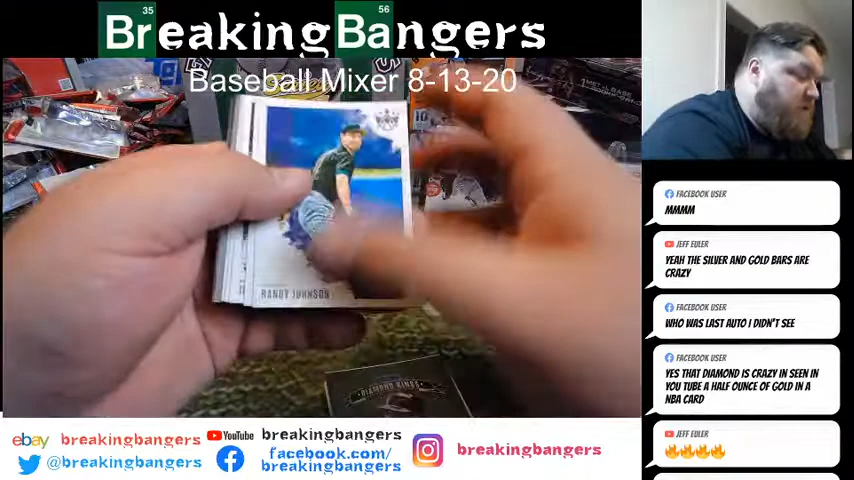 35
56
BreakingBangers
Baseball Mixer 8-13-20
10
RANDY JOHNSON
DIAMOND KINGS
FACEBOOK USER
MMMM
JEFF EULER
YEAH THE SILVER AND GOLD BARS ARE
CRAZY
FACEBOOK USER
WHO WAS LAST AUTO I DIDN'T SEE
FACEBOOK USER
YES THAT DIAMOND IS CRAZY IN SEEN IN
YOU TUBE A HALF OUNCE OF GOLD IN A
NBA CARD
JEFF EULER
🔥🔥🔥🔥
ebay breakingbangers
YouTube breakingbangers
@breakingbangers
facebook.com/
breakingbangers
breakingbangers